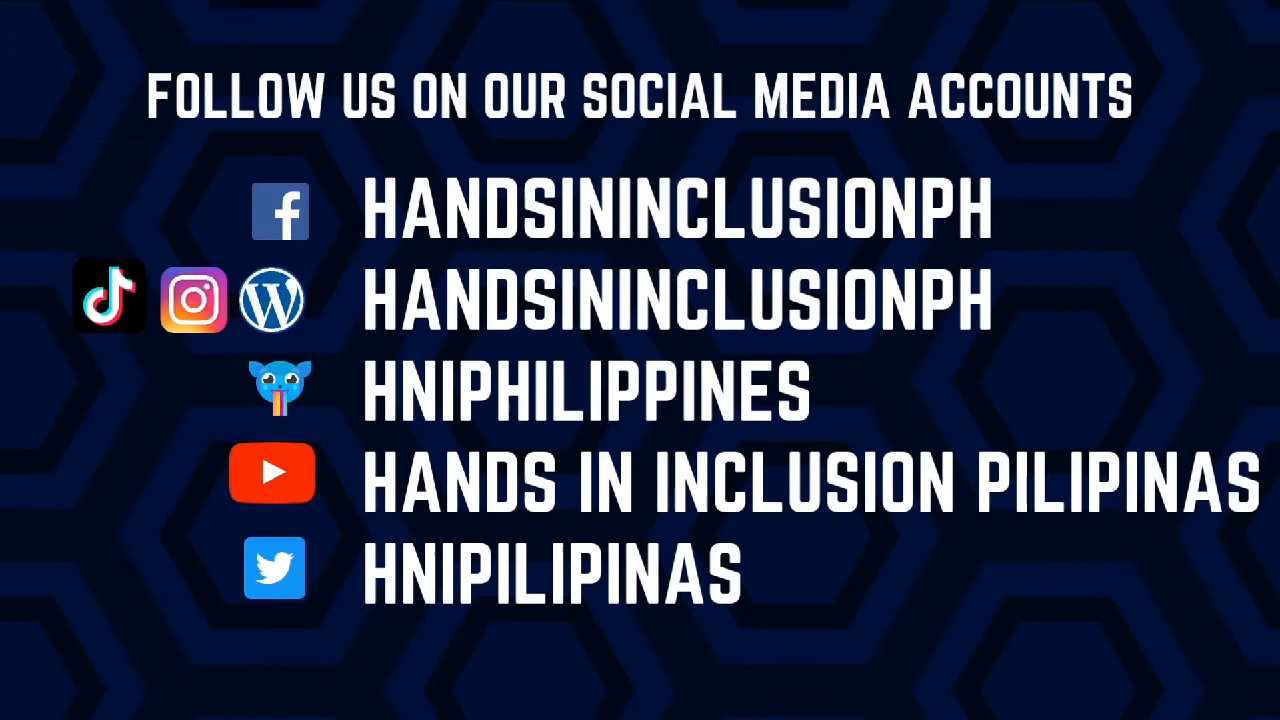 FOLLOW US ON OUR SOCIAL MEDIA ACCOUNTS
HANDSININCLUSIONPH
HANDSININCLUSIONPH
HNIPHILIPPINES
HANDS IN INCLUSION PILIPINAS
HNIPILIPINAS